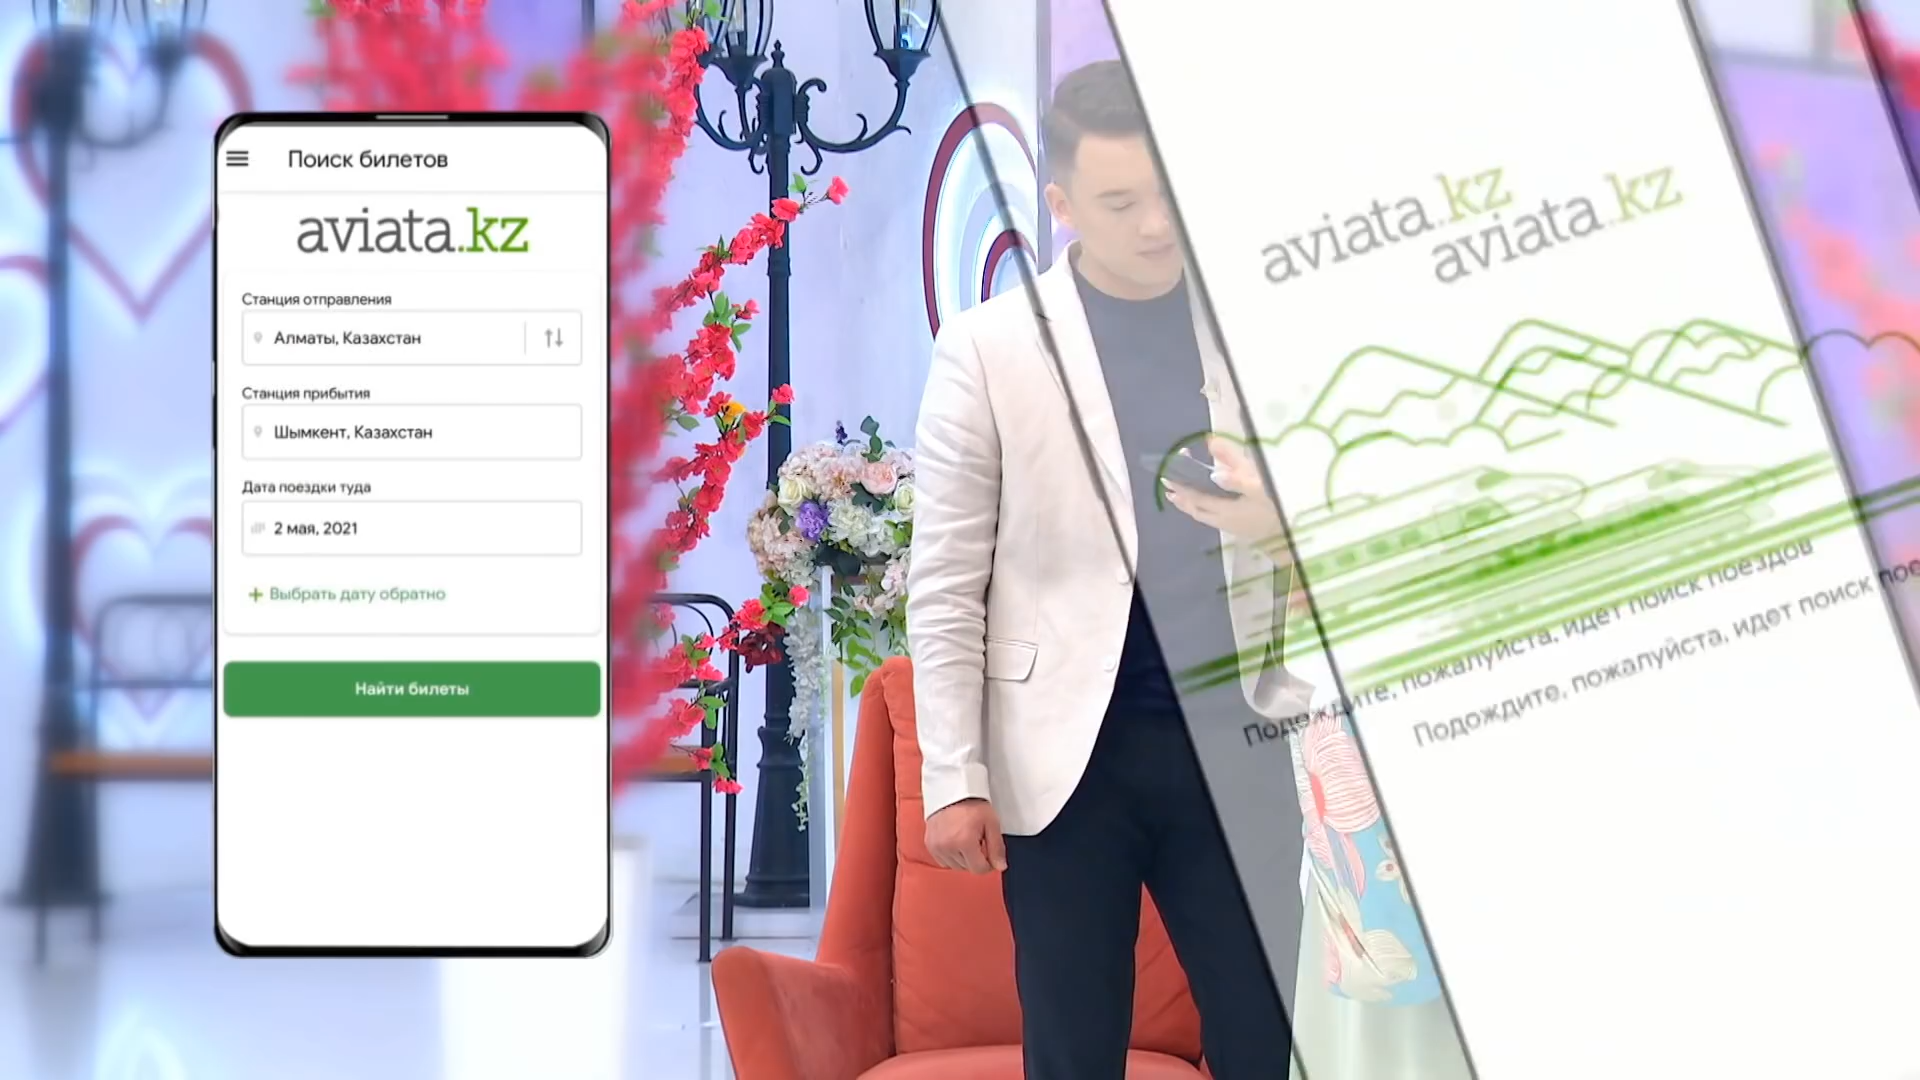 Поиск билетов
aviata.kz
Станция отправления
Алматы, Казахстан
Станция прибытия
Шымкент, Казахстан
Дата поездки туда
2 мая, 2021
+ Выбрать дату обратно
Найти билеты
aviata.kz
aviata.kz
Подождите, пожалуйста, идет поиск поездов
Подождите, пожалуйста, идет поиск пое